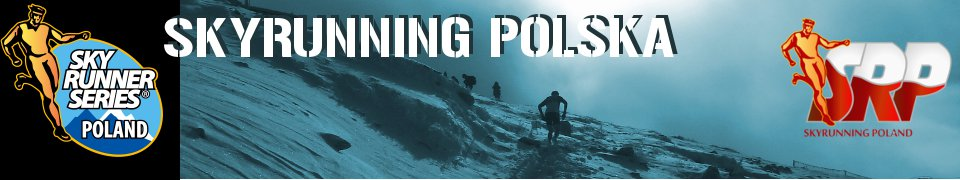 SKYRUNNING POLSKA
SKY
RUNNER
SERIES®
POLAND
SRP
SKYRUNNING POLAND